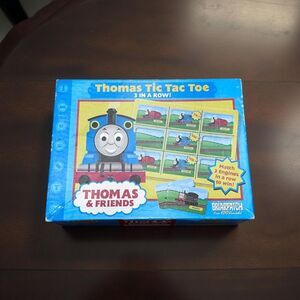 Thomas Tic Tac Toe
3 IN A ROW!
THOMAS
& FRIENDS
Match
3 Engines
in a row
to win!
BRIARPATCH